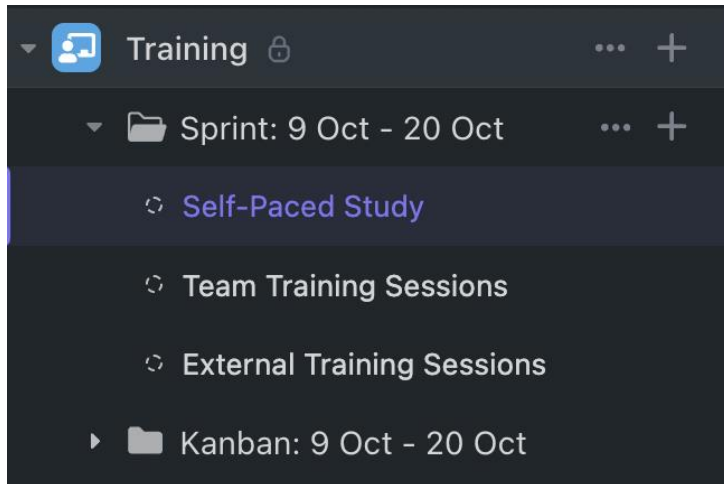 Training
Sprint: 9 Oct - 20 Oct
Self-Paced Study
Team Training Sessions
External Training Sessions
Kanban: 9 Oct - 20 Oct